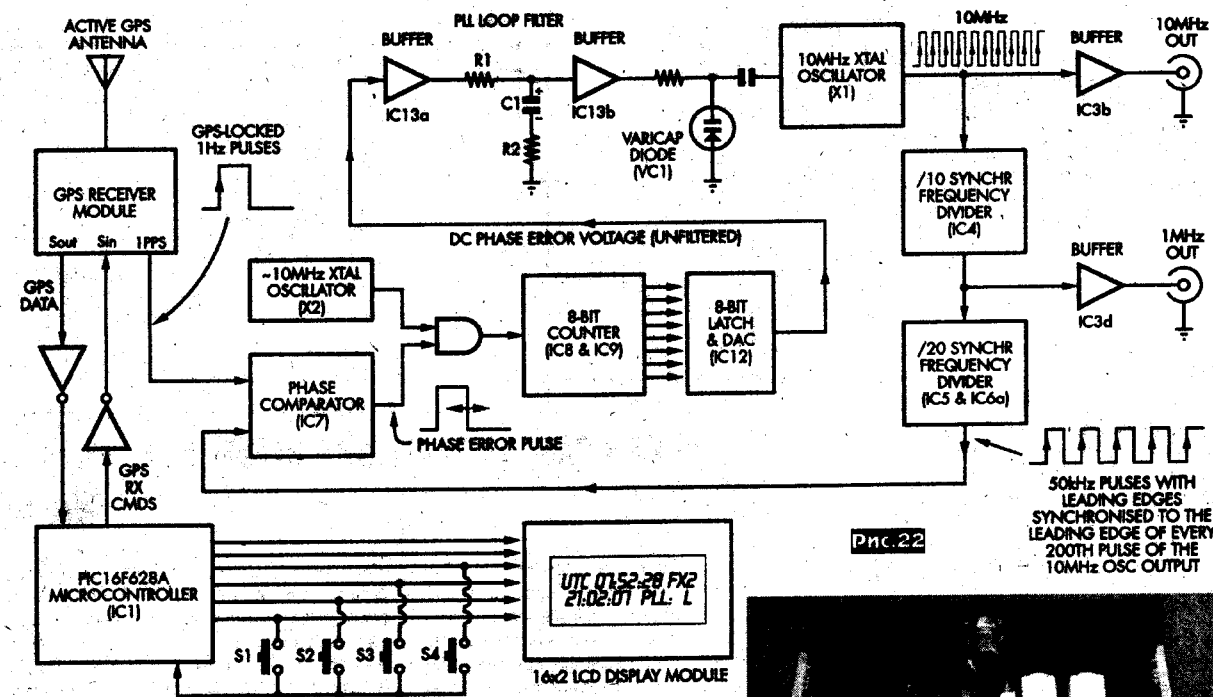 ACTIVE GPS
ANTENNA
PLL LOOP FILTER
BUFFER
R1
BUFFER
C1
+
R2
IC13a
IC13b
VARICAP
DIODE
(VC1)
10MHz XTAL
OSCILLATOR
(X1)
10MHz
BUFFER
IC3b
10MHz
OUT
GPS-LOCKED
1Hz PULSES
GPS RECEIVER
MODULE
Sout Sin 1PPS
GPS
DATA
DC PHASE ERROR VOLTAGE (UNFILTERED)
/10 SYNCHR
FREQUENCY
DIVIDER
(IC4)
~10MHz XTAL
OSCILLATOR
(X2)
8-BIT
COUNTER
(IC8 & IC9)
8-BIT
LATCH
& DAC
(IC12)
BUFFER
IC3d
1MHz
OUT
PHASE
COMPARATOR
(IC7)
PHASE ERROR PULSE
/20 SYNCHR
FREQUENCY
DIVIDER
(IC5 & IC6a)
GPS
RX
CMDS
50kHz PULSES WITH
LEADING EDGES
SYNCHRONISED TO THE
LEADING EDGE OF EVERY
200TH PULSE OF THE
10MHz OSC OUTPUT
Рис.22
PIC16F628A
MICROCONTROLLER
(IC1)
UTC 07:52:28 FX2
21:02:07 PLL: L
S1
S2
S3
S4
16x2 LCD DISPLAY MODULE